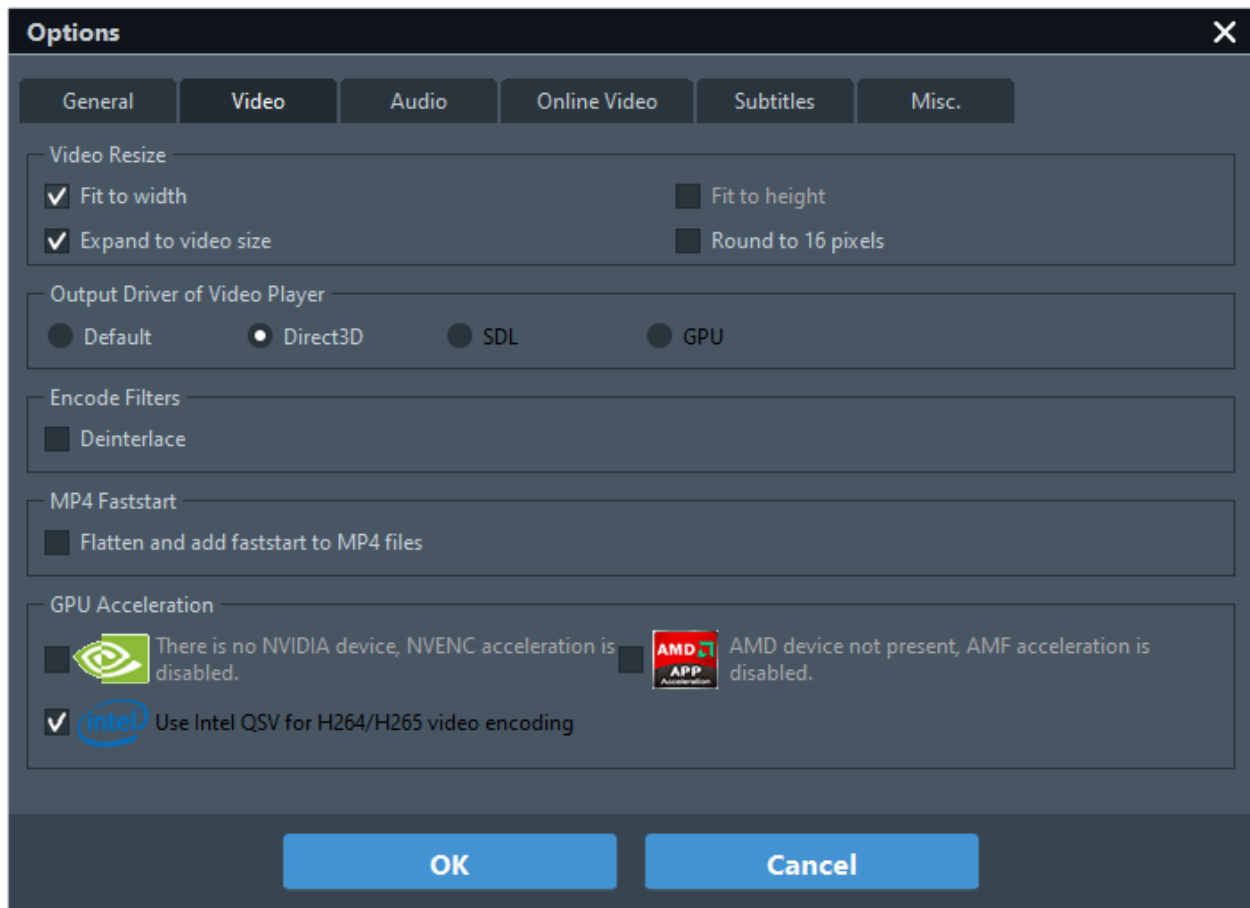 Options
General
Video
Audio
Online Video
Subtitles
Misc.
Video Resize
Fit to width
Fit to height
Expand to video size
Round to 16 pixels
Output Driver of Video Player
Default
Direct3D
SDL
GPU
Encode Filters
Deinterlace
MP4 Faststart
Flatten and add faststart to MP4 files
GPU Acceleration
There is no NVIDIA device, NVENC acceleration is
disabled.
AMD
APP
Acceleration
AMD device not present, AMF acceleration is
disabled.
intel
Use Intel QSV for H264/H265 video encoding
OK
Cancel